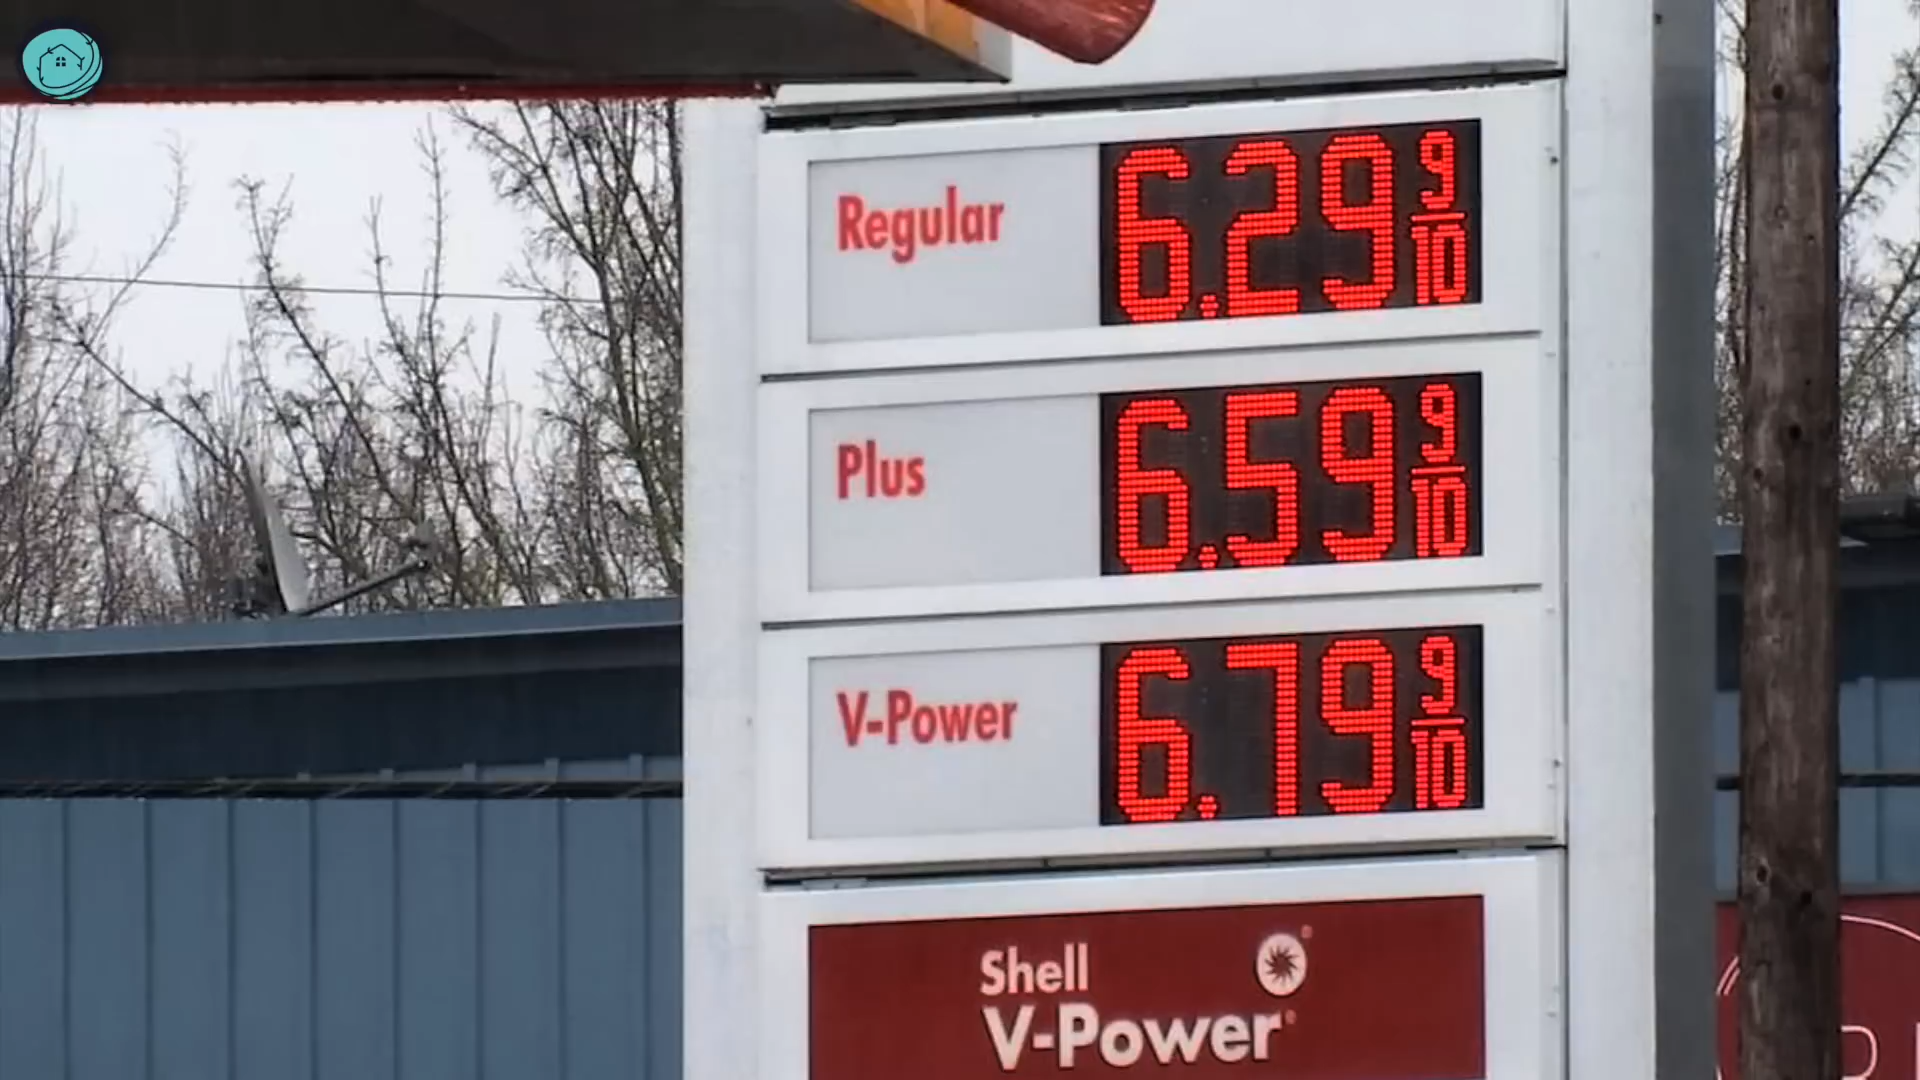 Regular 6.29 9/10
Plus 6.59 9/10
V-Power 6.79 9/10
Shell
V-Power